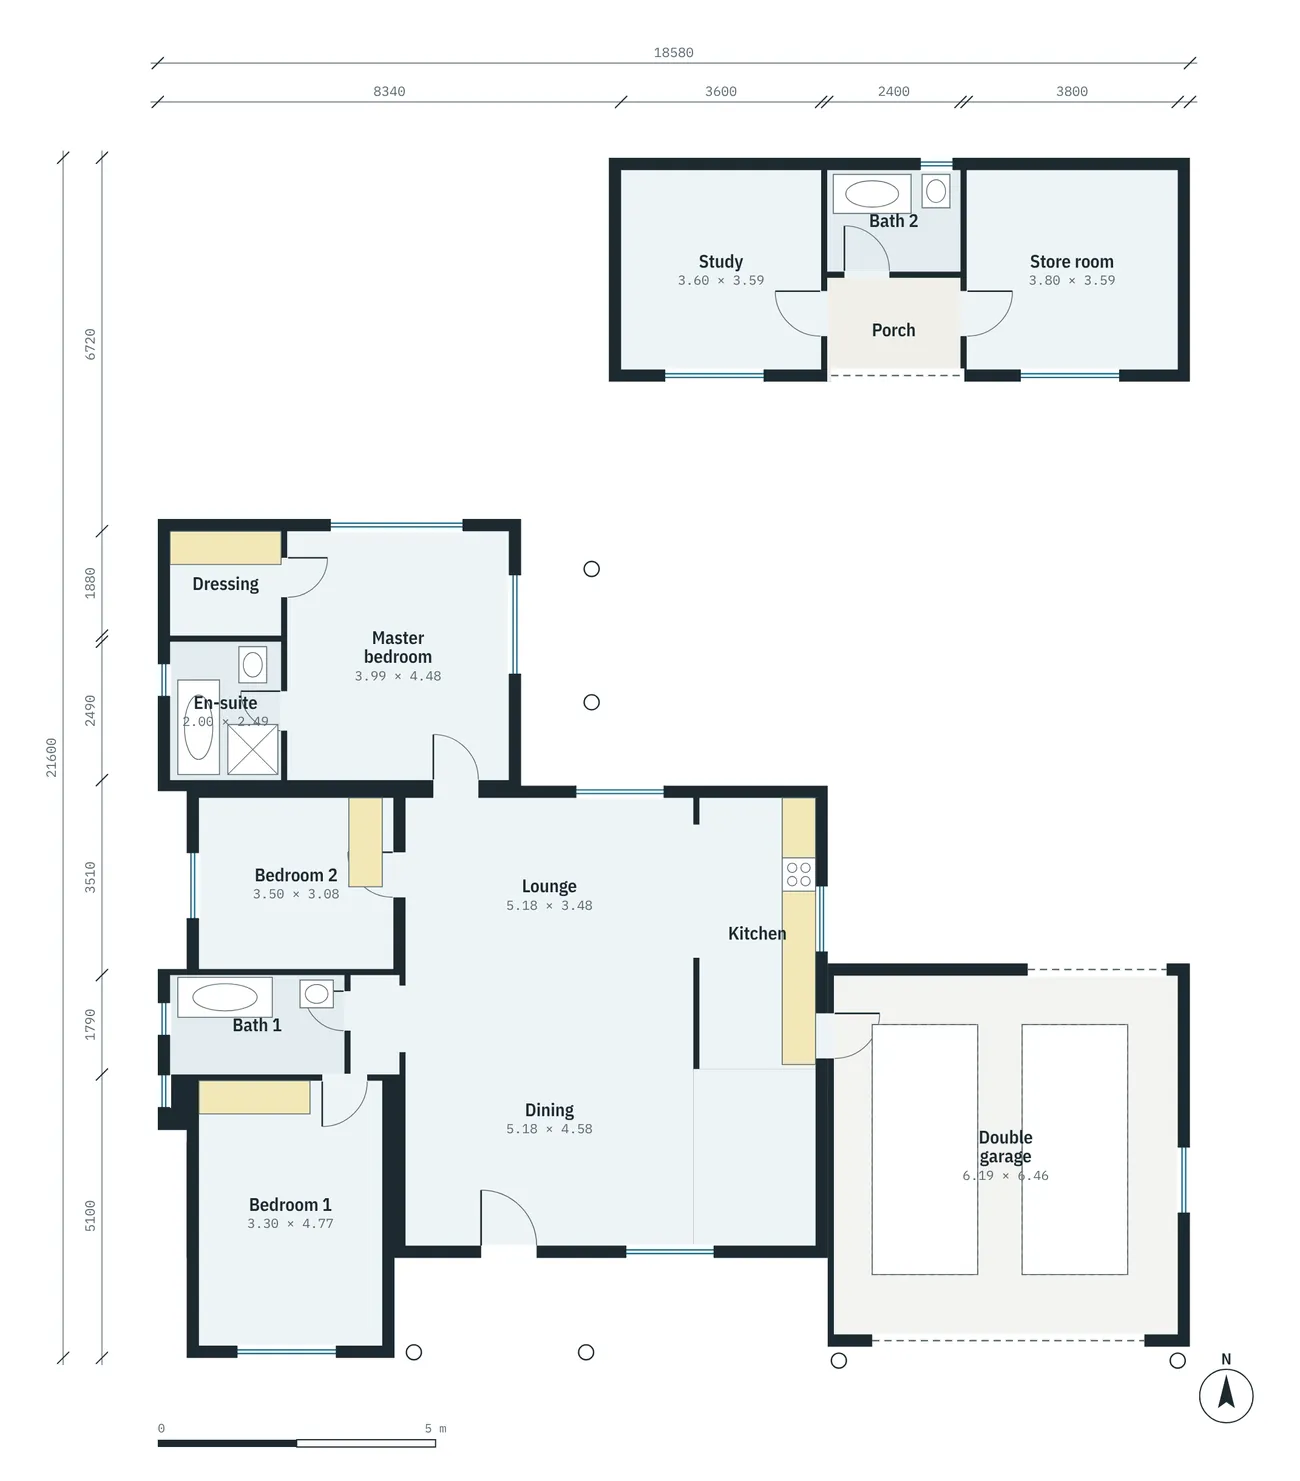 18580
8340
3600
2400
3800
Bath 2
Study
3.60 × 3.59
Store room
3.80 × 3.59
Porch
6720
Dressing
1880
Master
bedroom
3.99 × 4.48
En-suite
2.00 × 2.49
2490
21600
Bedroom 2
3.50 × 3.08
3510
Lounge
5.18 × 3.48
Kitchen
Bath 1
1790
Dining
5.18 × 4.58
Double
garage
6.19 × 6.46
Bedroom 1
3.30 × 4.77
5100
N
0
5 m